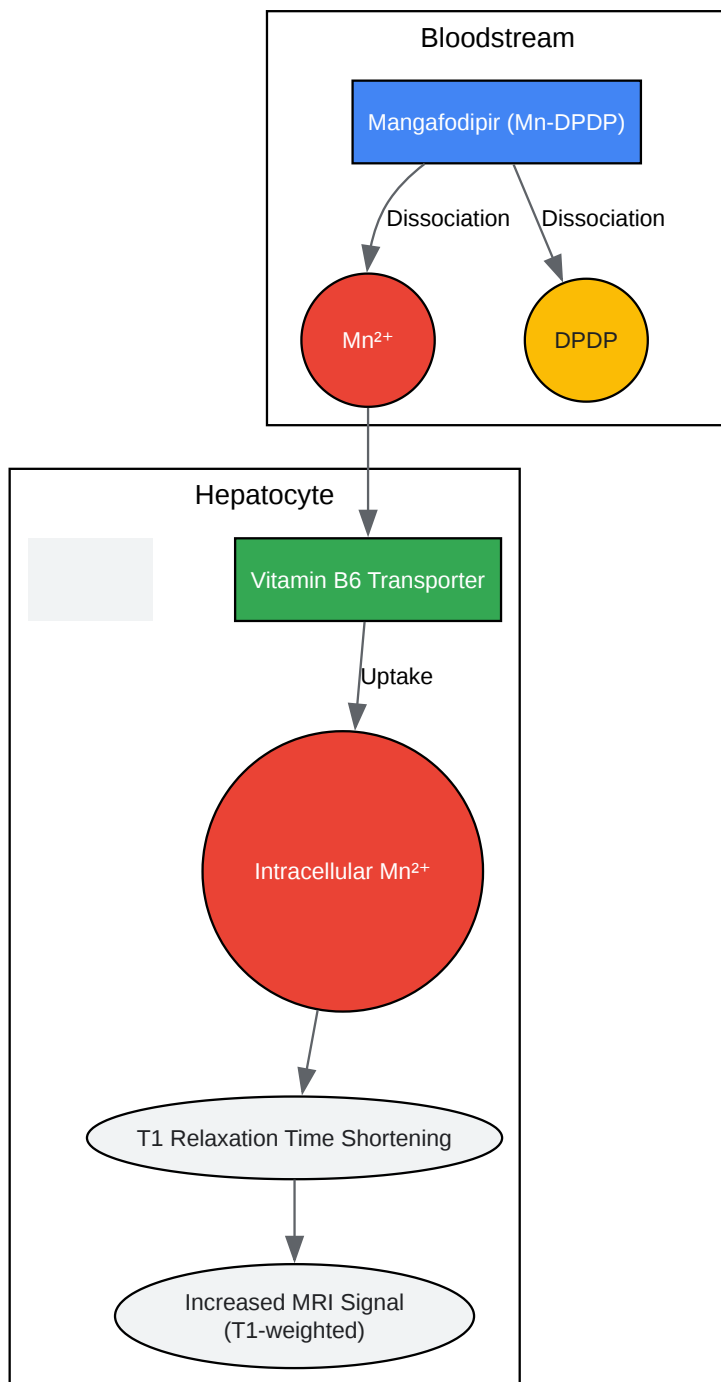 Bloodstream
Mangafodipir (Mn-DPDP)
Dissociation
Dissociation
Mn²⁺
DPDP
Hepatocyte
Vitamin B6 Transporter
Uptake
Intracellular Mn²⁺
T1 Relaxation Time Shortening
Increased MRI Signal
(T1-weighted)